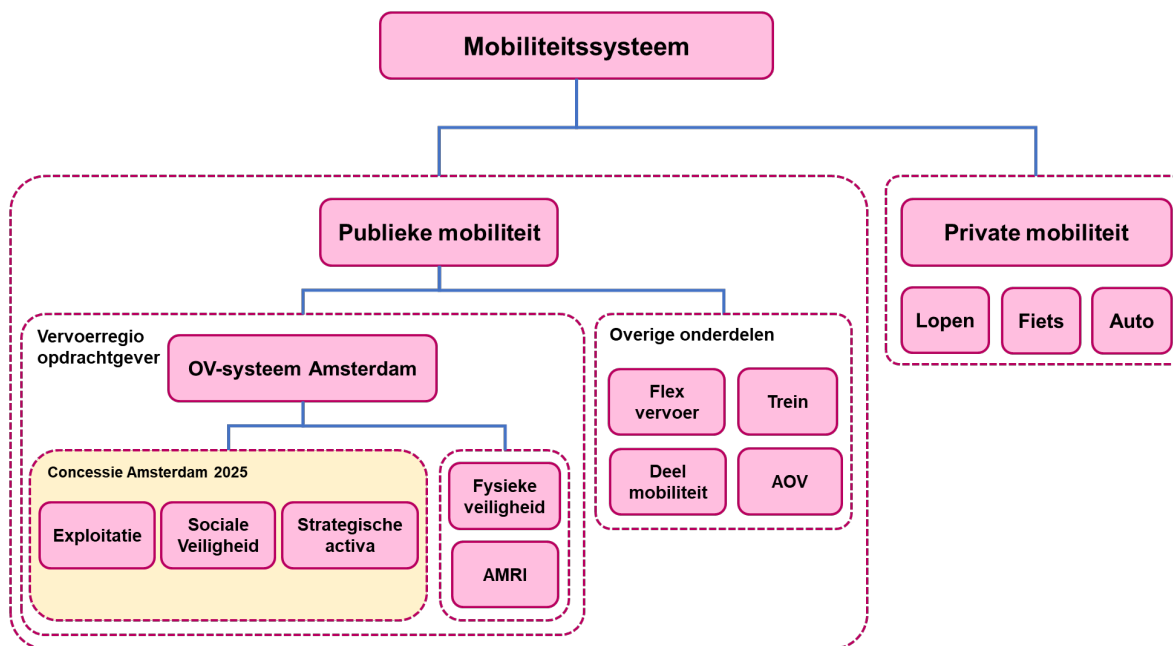 Mobiliteitssysteem
Publieke mobiliteit
Private mobiliteit
Lopen
Fiets
Auto
Vervoerregio
opdrachtgever
OV-systeem Amsterdam
Overige onderdelen
Flex
vervoer
Trein
Deel
mobiliteit
AOV
Concessie Amsterdam 2025
Exploitatie
Sociale
Veiligheid
Strategische
activa
Fysieke
veiligheid
AMRI